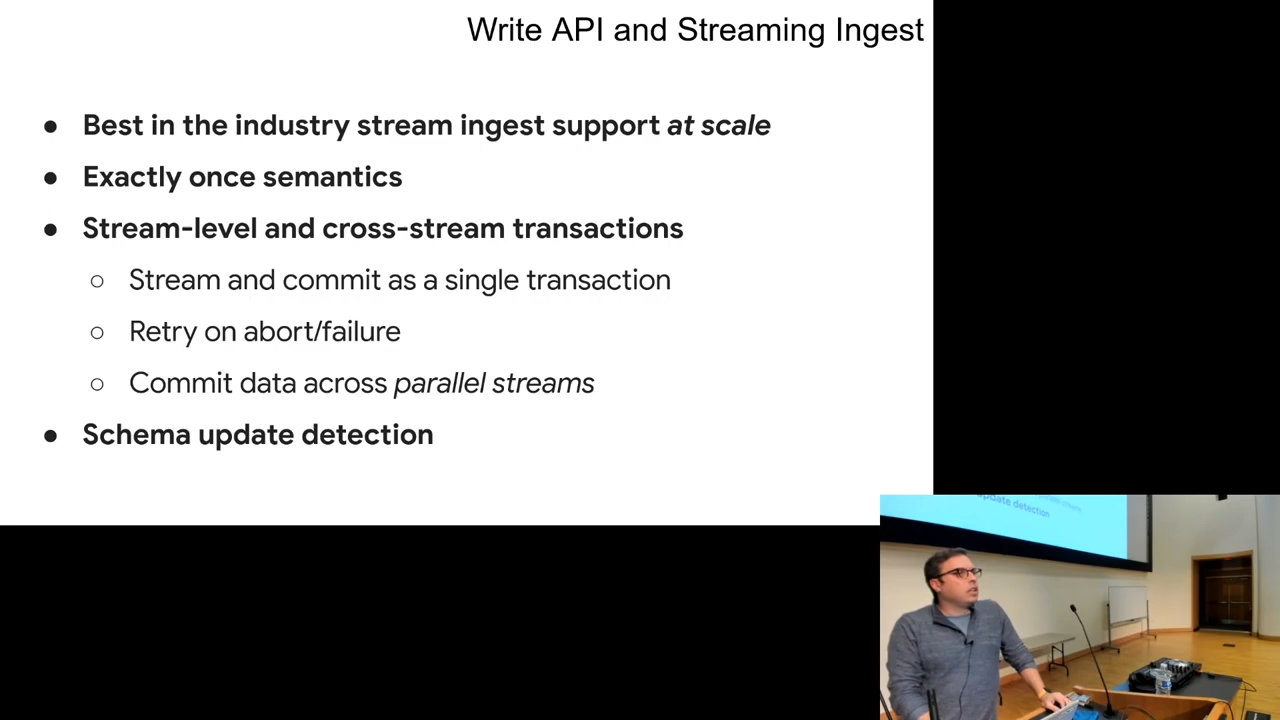 Write API and Streaming Ingest
● Best in the industry stream ingest support at scale
● Exactly once semantics
● Stream-level and cross-stream transactions
○ Stream and commit as a single transaction
○ Retry on abort/failure
○ Commit data across parallel streams
● Schema update detection
update detection